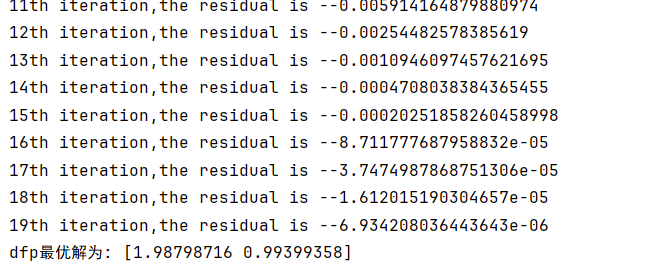 11th iteration,the residual is --0.005914164879880974
12th iteration,the residual is --0.00254482578385619
13th iteration,the residual is --0.0010946097457621695
14th iteration,the residual is --0.0004708038384365455
15th iteration,the residual is --0.00020251858260458998
16th iteration,the residual is --8.711777687958832e-05
17th iteration,the residual is --3.7474987868751306e-05
18th iteration,the residual is --1.612015190304657e-05
19th iteration,the residual is --6.934208036443643e-06
dfp最优解为: [1.98798716 0.99399358]